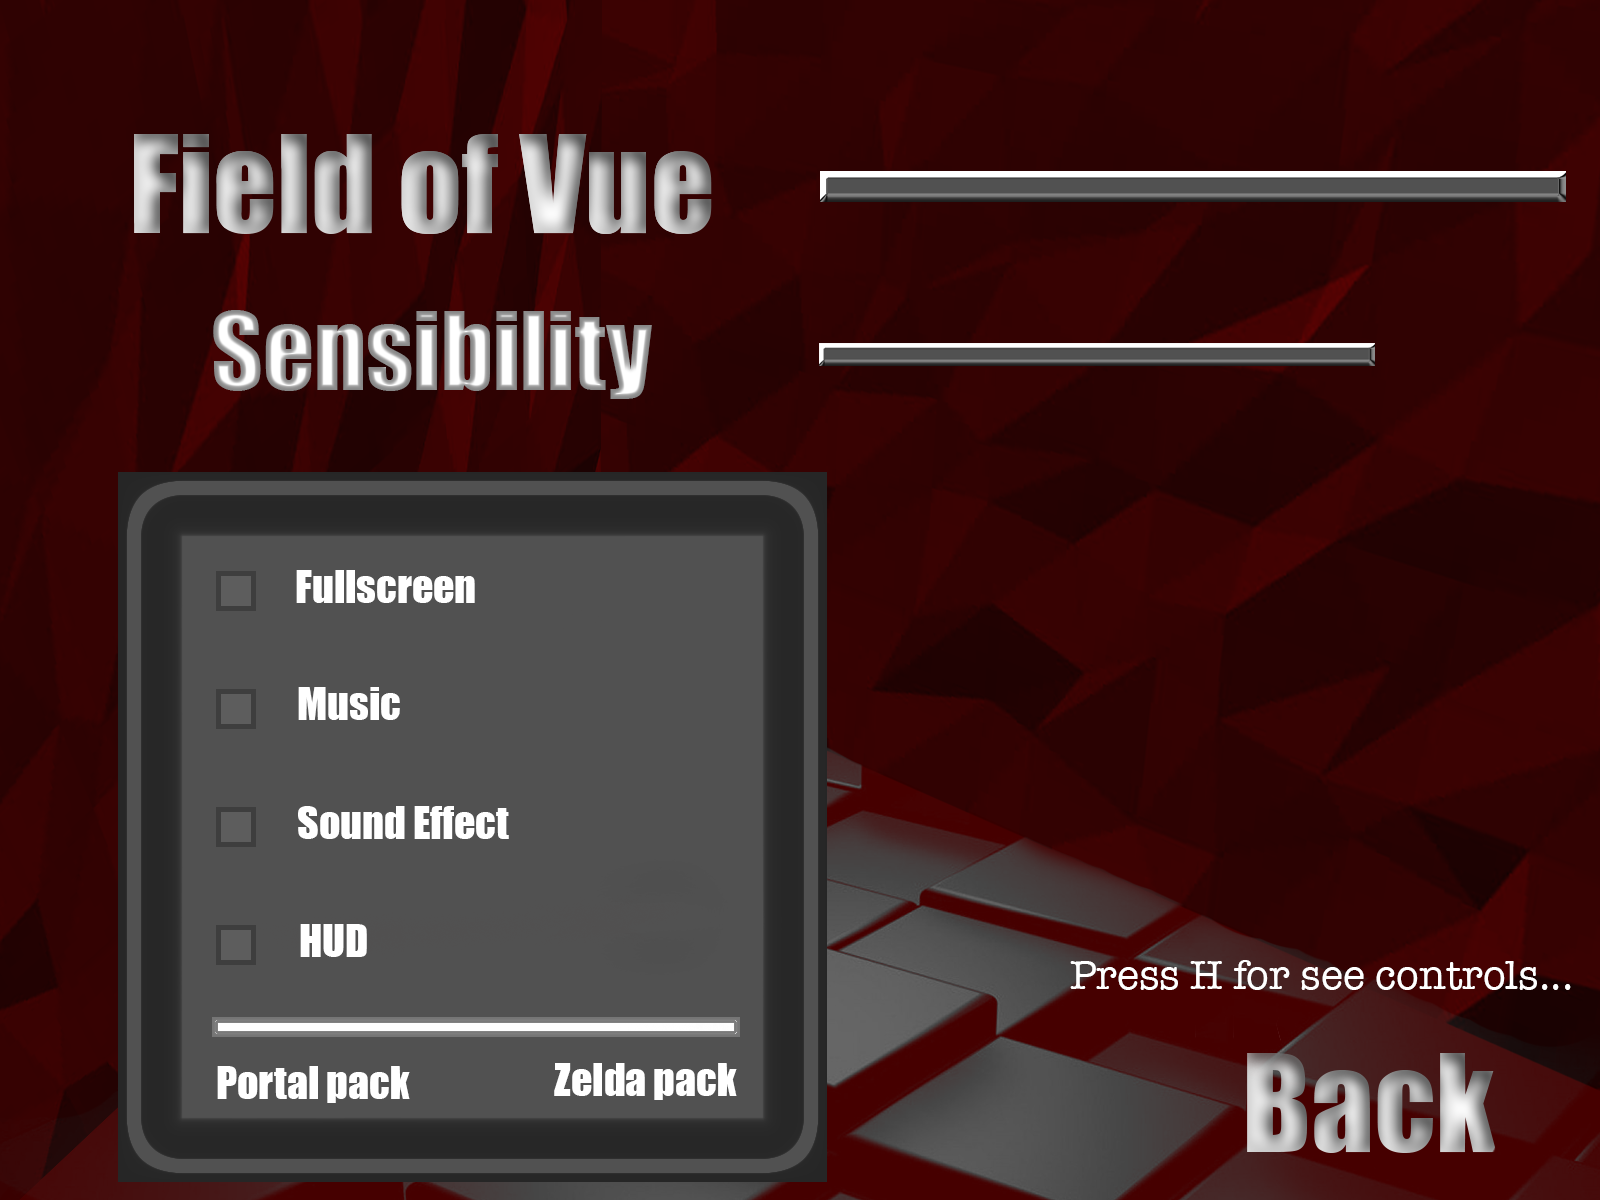 Field of Vue
Sensibility
Fullscreen
Music
Sound Effect
HUD
Portal pack
Zelda pack
Press H for see controls...
Back